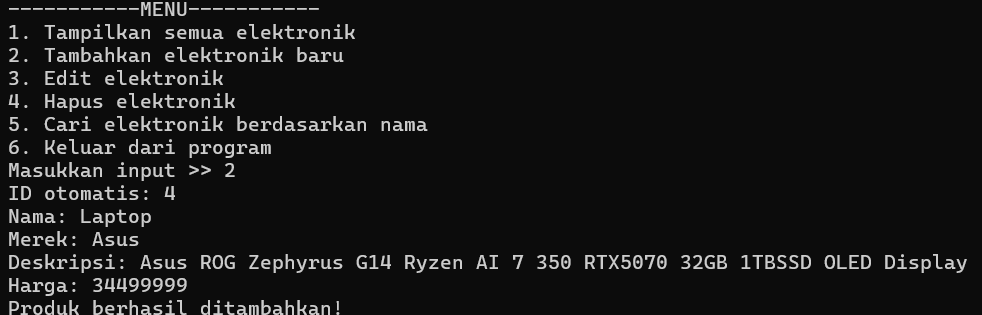 -----------MENU-----------
1. Tampilkan semua elektronik
2. Tambahkan elektronik baru
3. Edit elektronik
4. Hapus elektronik
5. Cari elektronik berdasarkan nama
6. Keluar dari program
Masukkan input >> 2
ID otomatis: 4
Nama: Laptop
Merek: Asus
Deskripsi: Asus ROG Zephyrus G14 Ryzen AI 7 350 RTX5070 32GB 1TBSSD OLED Display
Harga: 34499999
Produk berhasil ditambahkan!